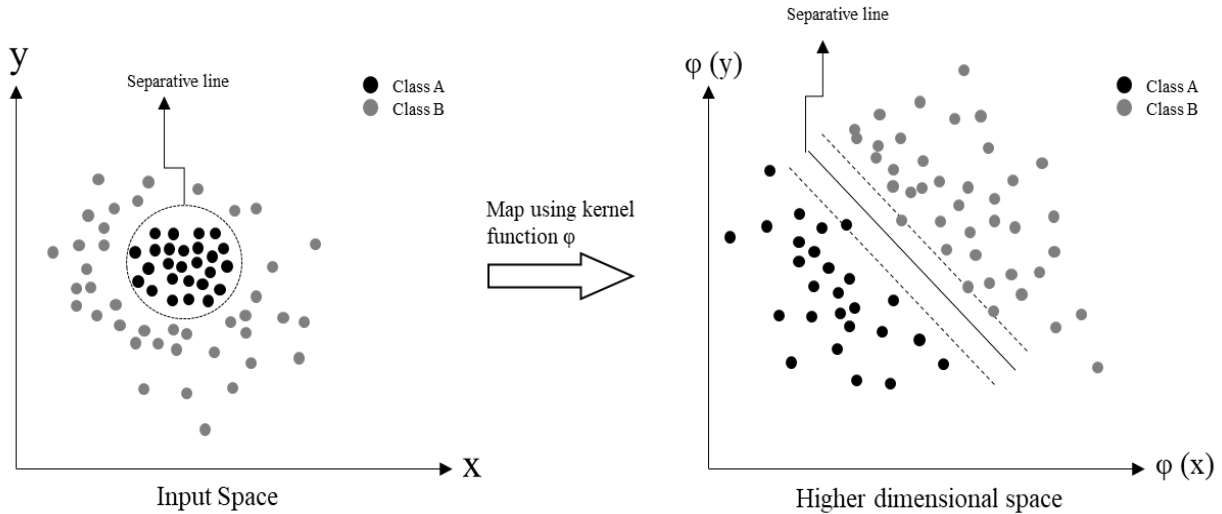 y
Separative line
Class A
Class B
x
Input Space
Map using kernel
function φ
Separative line
φ (y)
Class A
Class B
φ (x)
Higher dimensional space